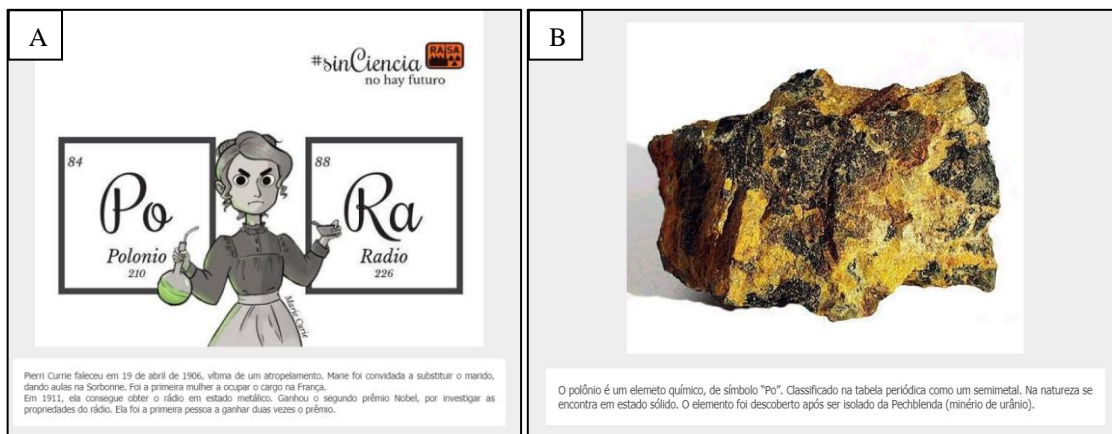 A
#sinCiencia
RAISA
no hay futuro
84
Po
Polonio
210
88
Ra
Radio
226
Marie Curie
Pierri Currie faleceu em 19 de abril de 1906, vítima de um atropelamento. Marie foi convidada a substituir o marido,
dando aulas na Sorbonne. Foi a primeira mulher a ocupar o cargo na França.
Em 1911, ela consegue obter o rádio em estado metálico. Ganhou o segundo prêmio Nobel, por investigar as
propriedades do rádio. Ela foi a primeira pessoa a ganhar duas vezes o prêmio.
B
O polônio é um elemeto químico, de símbolo "Po". Classificado na tabela periódica como um semimetal. Na natureza se
encontra em estado sólido. O elemento foi descoberto após ser isolado da Pechblenda (minério de urânio).